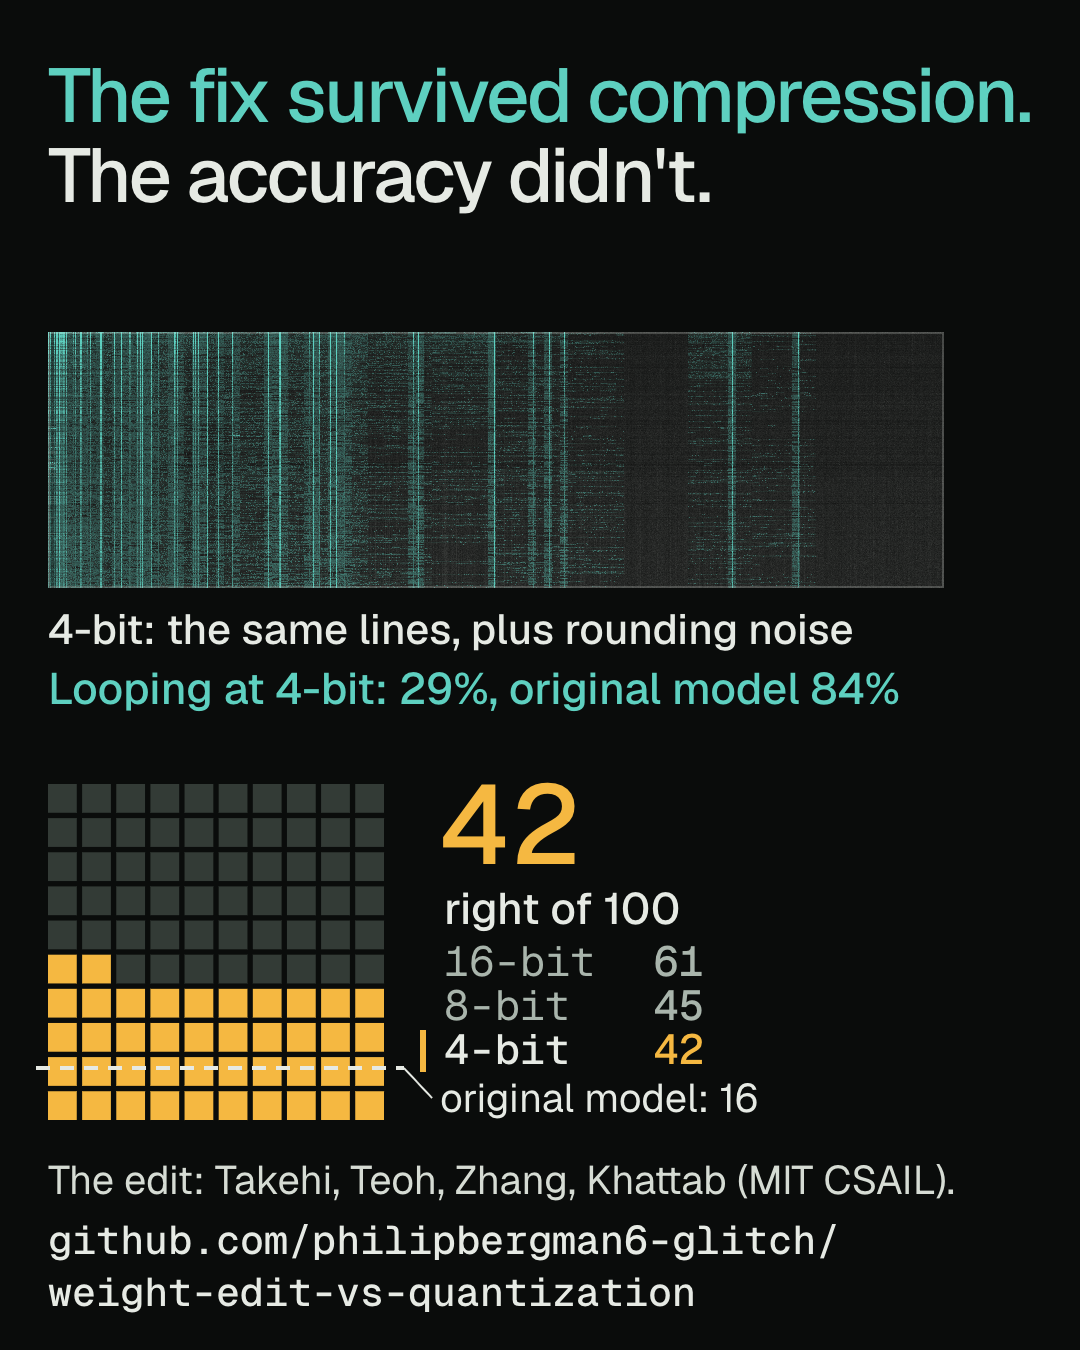 The fix survived compression.
The accuracy didn't.
4-bit: the same lines, plus rounding noise
Looping at 4-bit: 29%, original model 84%
42
right of 100
16-bit 61
8-bit 45
4-bit 42
original model: 16
The edit: Takehi, Teoh, Zhang, Khattab (MIT CSAIL).
github.com/philipbergman6-glitch/
weight-edit-vs-quantization